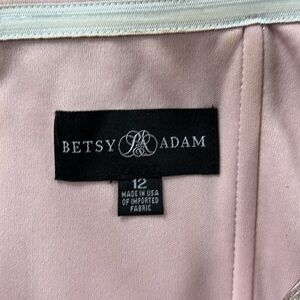 BETSY ADAM
12
MADE IN USA
OF IMPORTED
FABRIC